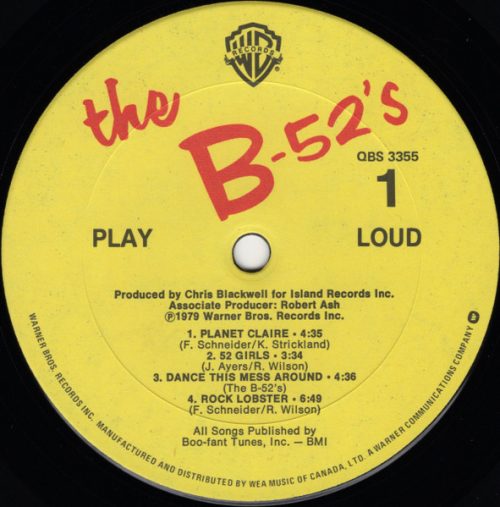 WB
RECORDS
the
B-52's
QBS 3355
1
PLAY
LOUD
Produced by Chris Blackwell for Island Records Inc.
Associate Producer: Robert Ash
Ⓟ1979 Warner Bros. Records Inc.
1. PLANET CLAIRE • 4:35
(F. Schneider/K. Strickland)
2. 52 GIRLS • 3:34
(J. Ayers/R. Wilson)
3. DANCE THIS MESS AROUND • 4:36
(The B-52's)
4. ROCK LOBSTER • 6:49
(F. Schneider/R. Wilson)
All Songs Published by
Boo-fant Tunes, Inc. — BMI
WARNER BROS. RECORDS INC. MANUFACTURED AND DISTRIBUTED BY WEA MUSIC OF CANADA, LTD. A WARNER COMMUNICATIONS COMPANY